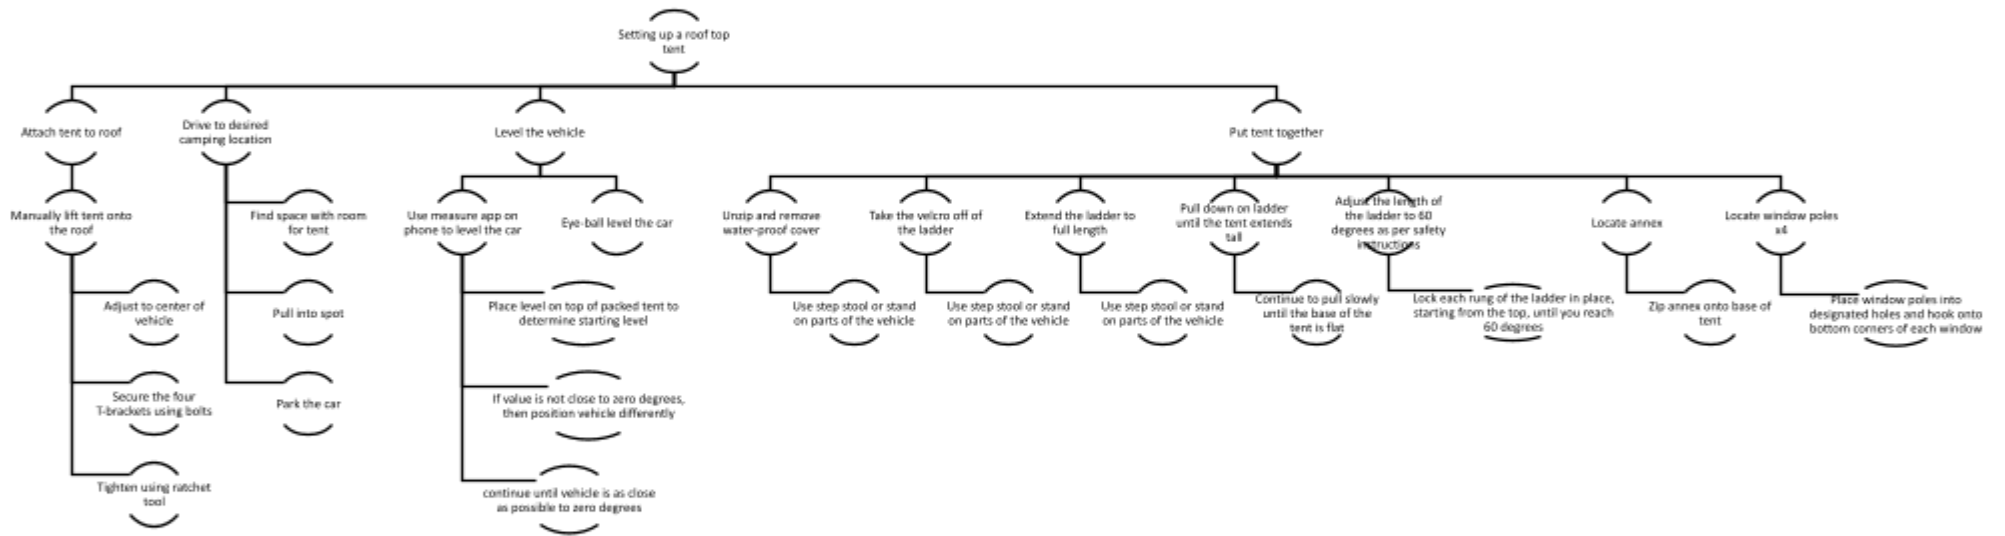 Setting up a roof top
tent
Attach tent to roof
Drive to desired
camping location
Level the vehicle
Put tent together
Manually lift tent onto
the roof
Find space with room
for tent
Use measure app on
phone to level the car
Eye-ball level the car
Unzip and remove
water-proof cover
Take the velcro off of
the ladder
Extend the ladder to
full length
Pull down on ladder
until the tent extends
tall
Adjust the length of
the ladder to 60
degrees as per safety
instructions
Locate annex
Locate window poles
x4
Adjust to center of
vehicle
Pull into spot
Place level on top of packed tent to
determine starting level
Use step stool or stand
on parts of the vehicle
Use step stool or stand
on parts of the vehicle
Use step stool or stand
on parts of the vehicle
Continue to pull slowly
until the base of the
tent is flat
Lock each rung of the ladder in place,
starting from the top, until you reach
60 degrees
Zip annex onto base of
tent
Place window poles into
designated holes and hook onto
bottom corners of each window
Secure the four
T-brackets using bolts
Park the car
If value is not close to zero degrees,
then position vehicle differently
Tighten using ratchet
tool
continue until vehicle is as close
as possible to zero degrees